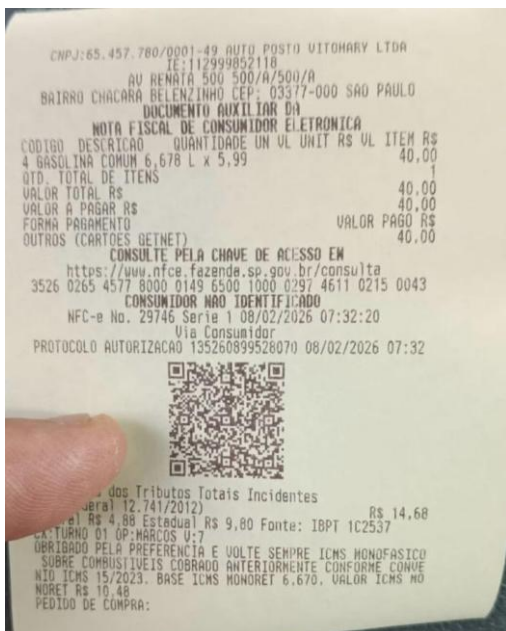 CNPJ:65.457.780/0001-49 AUTO POSTO VITOMARY LTDA
IE:112999852118
AV RENATA 500 500/A/500/A
BAIRRO CHACARA BELENZINHO CEP: 03377-000 SAO PAULO
DOCUMENTO AUXILIAR DA
NOTA FISCAL DE CONSUMIDOR ELETRONICA
CODIGO DESCRICAO QUANTIDADE UN VL UNIT R$ VL ITEM R$
4 GASOLINA COMUM 6,678 L x 5,99 40,00
QTD. TOTAL DE ITENS 1
VALOR TOTAL R$ 40,00
VALOR A PAGAR R$ 40,00
FORMA PAGAMENTO VALOR PAGO R$
OUTROS (CARTOES GETNET) 40,00
CONSULTE PELA CHAVE DE ACESSO EM
https://www.nfce.fazenda.sp.gov.br/consulta
3526 0265 4577 8000 0149 6500 1000 0297 4611 0215 0043
CONSUMIDOR NAO IDENTIFICADO
NFC-e No. 29746 Serie 1 08/02/2026 07:32:20
Via Consumidor
PROTOCOLO AUTORIZACAO 135260899528070 08/02/2026 07:32
dos Tributos Totais Incidentes
12.741/2012) R$ 14,68
R$ 4,88 Estadual R$ 9,80 Fonte: IBPT 1C2537
CX:TURNO 01 OP:MARCOS V:7
OBRIGADO PELA PREFERENCIA E VOLTE SEMPRE ICMS MONOFASICO
SOBRE COMBUSTIVEIS COBRADO ANTERIORMENTE CONFORME CONVE
NIO ICMS 15/2023. BASE ICMS MONORET 6.670. VALOR ICMS MO
NORET R$ 10,48
PEDIDO DE COMPRA: